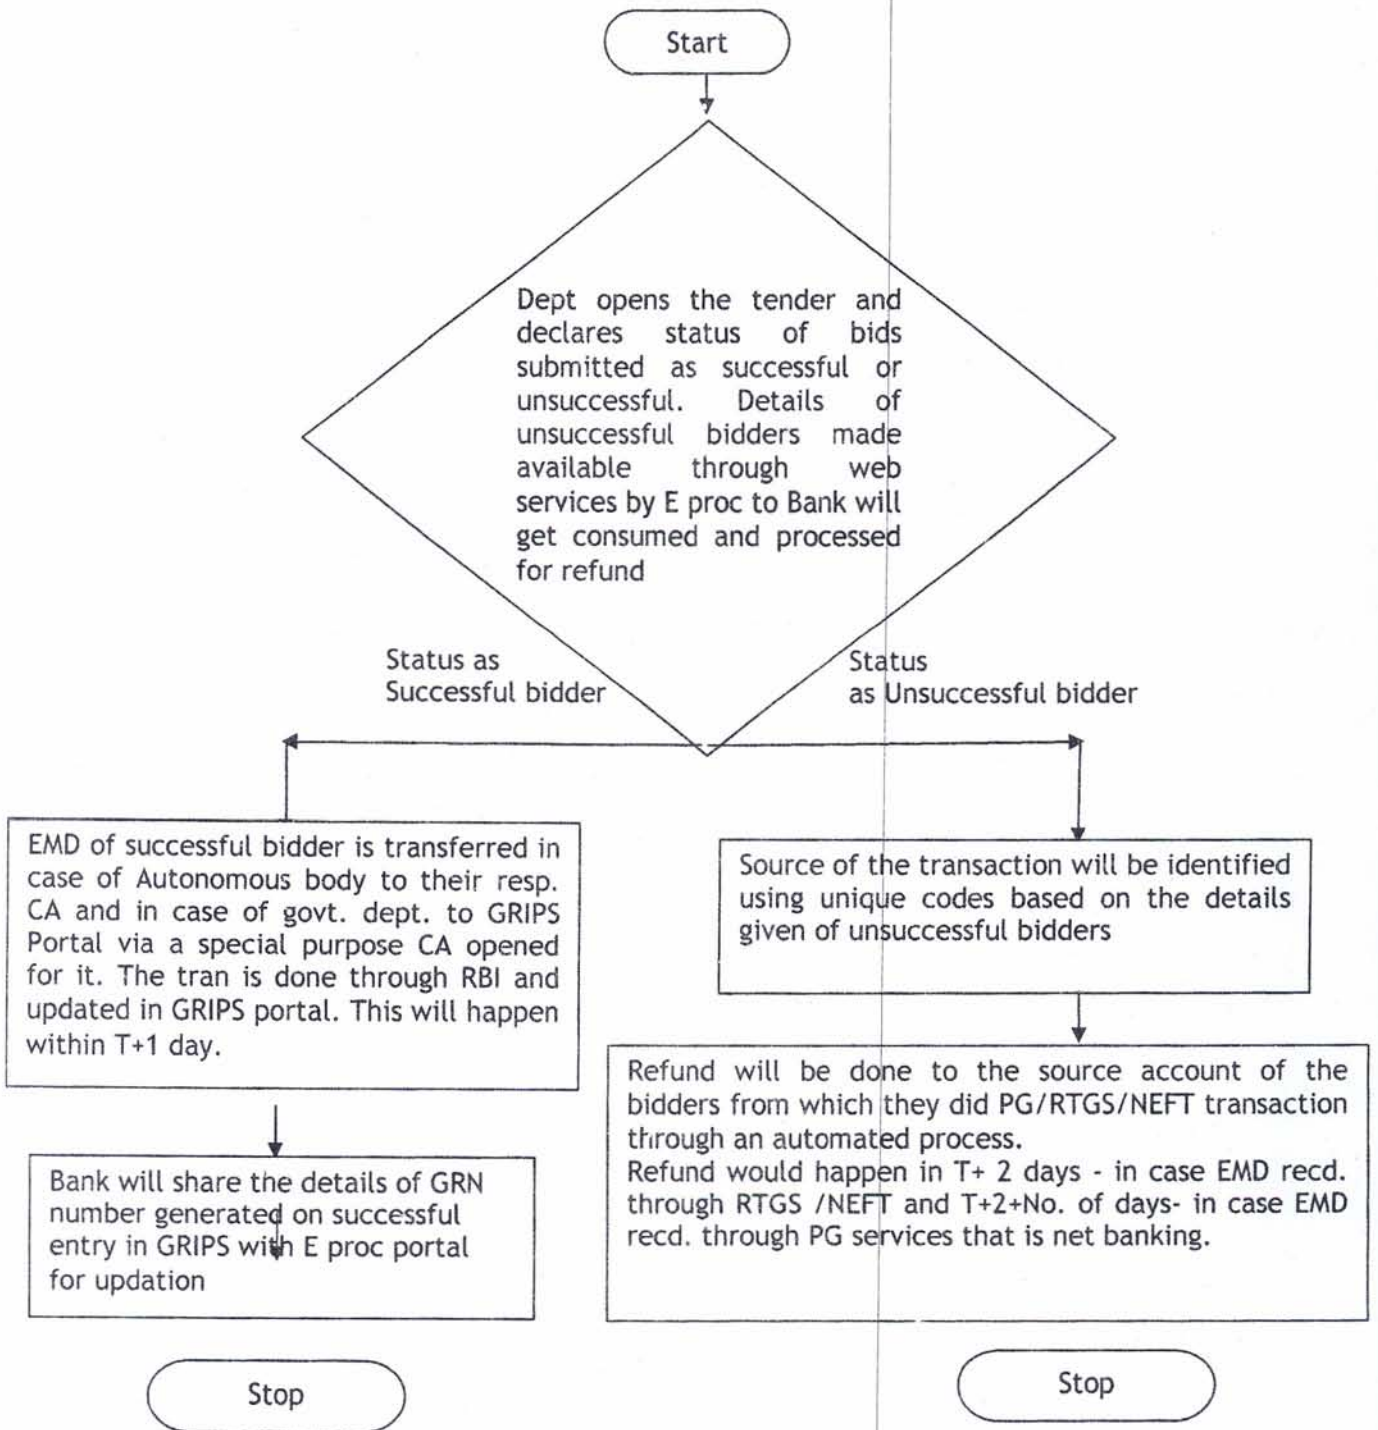 Start
Dept opens the tender and
declares status of bids
submitted as successful or
unsuccessful. Details of
unsuccessful bidders made
available through web
services by E proc to Bank will
get consumed and processed
for refund
Status as
Successful bidder
Status
as Unsuccessful bidder
EMD of successful bidder is transferred in
case of Autonomous body to their resp.
CA and in case of govt. dept. to GRIPS
Portal via a special purpose CA opened
for it. The tran is done through RBI and
updated in GRIPS portal. This will happen
within T+1 day.
Bank will share the details of GRN
number generated on successful
entry in GRIPS with E proc portal
for updation
Stop
Source of the transaction will be identified
using unique codes based on the details
given of unsuccessful bidders
Refund will be done to the source account of the
bidders from which they did PG/RTGS/NEFT transaction
through an automated process.
Refund would happen in T+ 2 days - in case EMD recd.
through RTGS /NEFT and T+2+No. of days- in case EMD
recd. through PG services that is net banking.
Stop